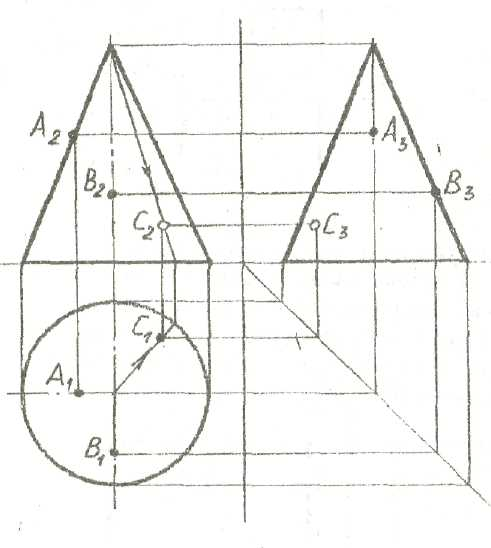 A₂
A₃
B₂
B₃
C₂
C₃
C₁
A₁
B₁